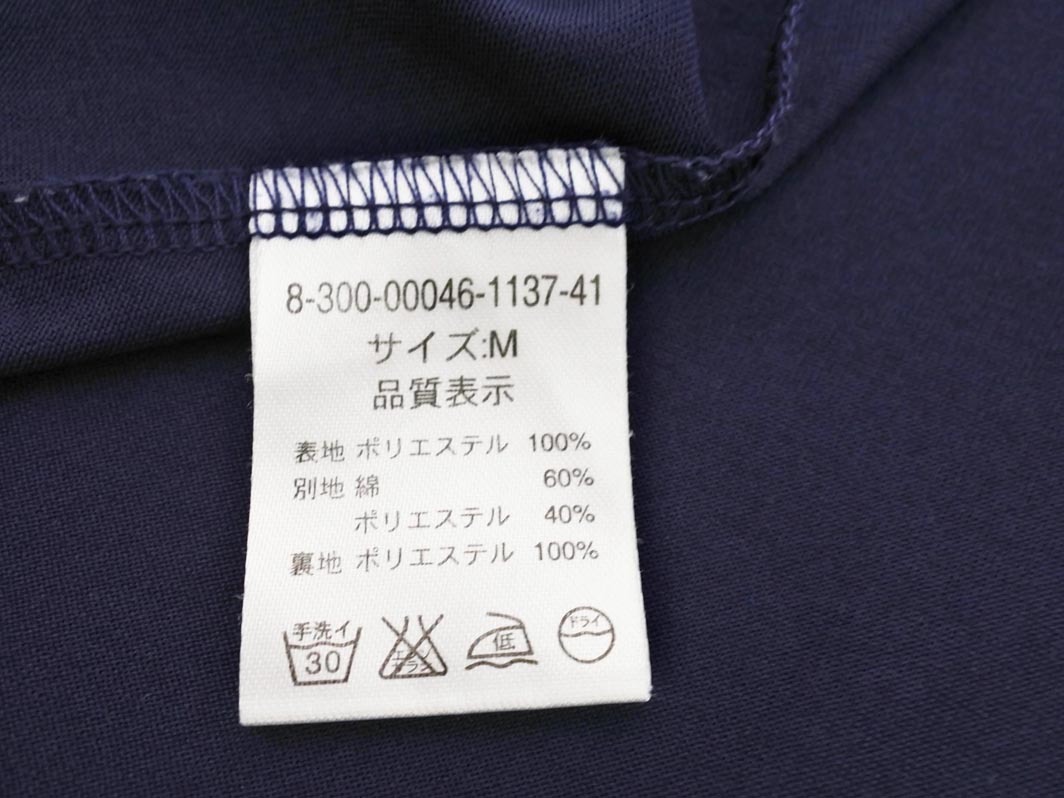 8-300-00046-1137-41
サイズ:M
品質表示
表地 ポリエステル 100%
別地 綿 60%
ポリエステル 40%
裏地 ポリエステル 100%
手洗イ
30
エンソ
サラシ
低
ドライ